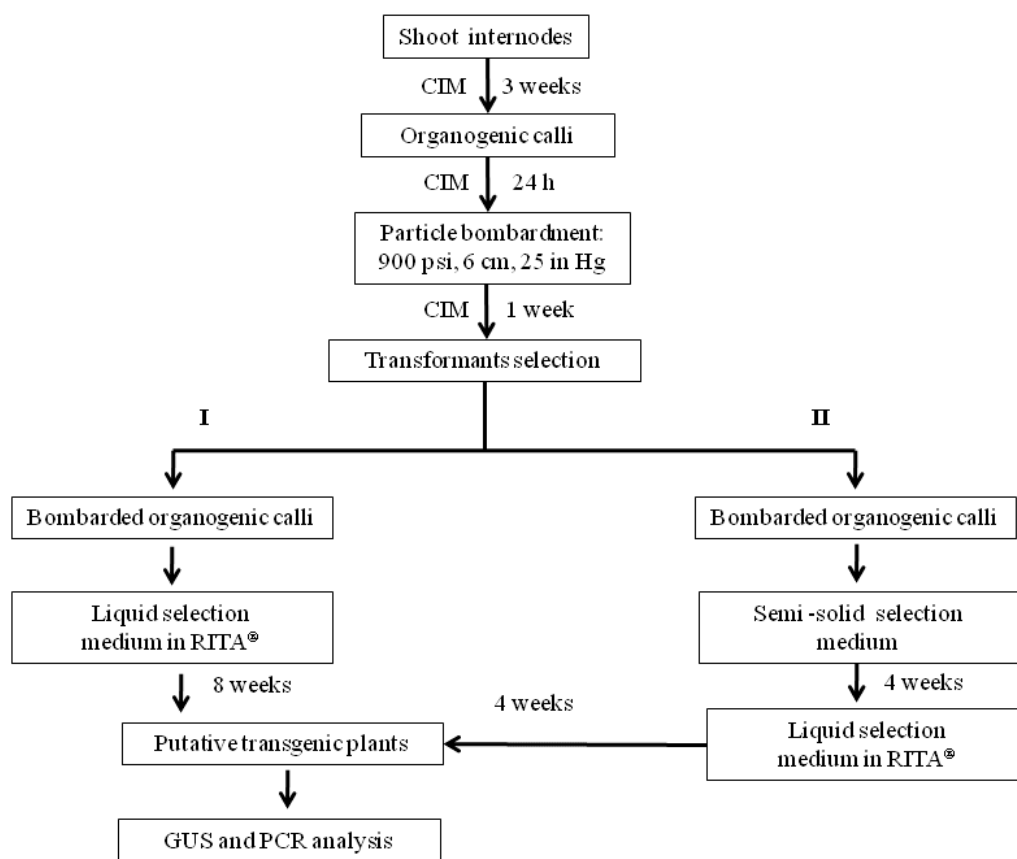 Shoot internodes
CIM 3 weeks
Organogenic calli
CIM 24 h
Particle bombardment:
900 psi, 6 cm, 25 in Hg
CIM 1 week
Transformants selection
I
II
Bombarded organogenic calli
Bombarded organogenic calli
Liquid selection
medium in RITA®
Semi-solid selection
medium
8 weeks
4 weeks
4 weeks
Putative transgenic plants
Liquid selection
medium in RITA®
GUS and PCR analysis